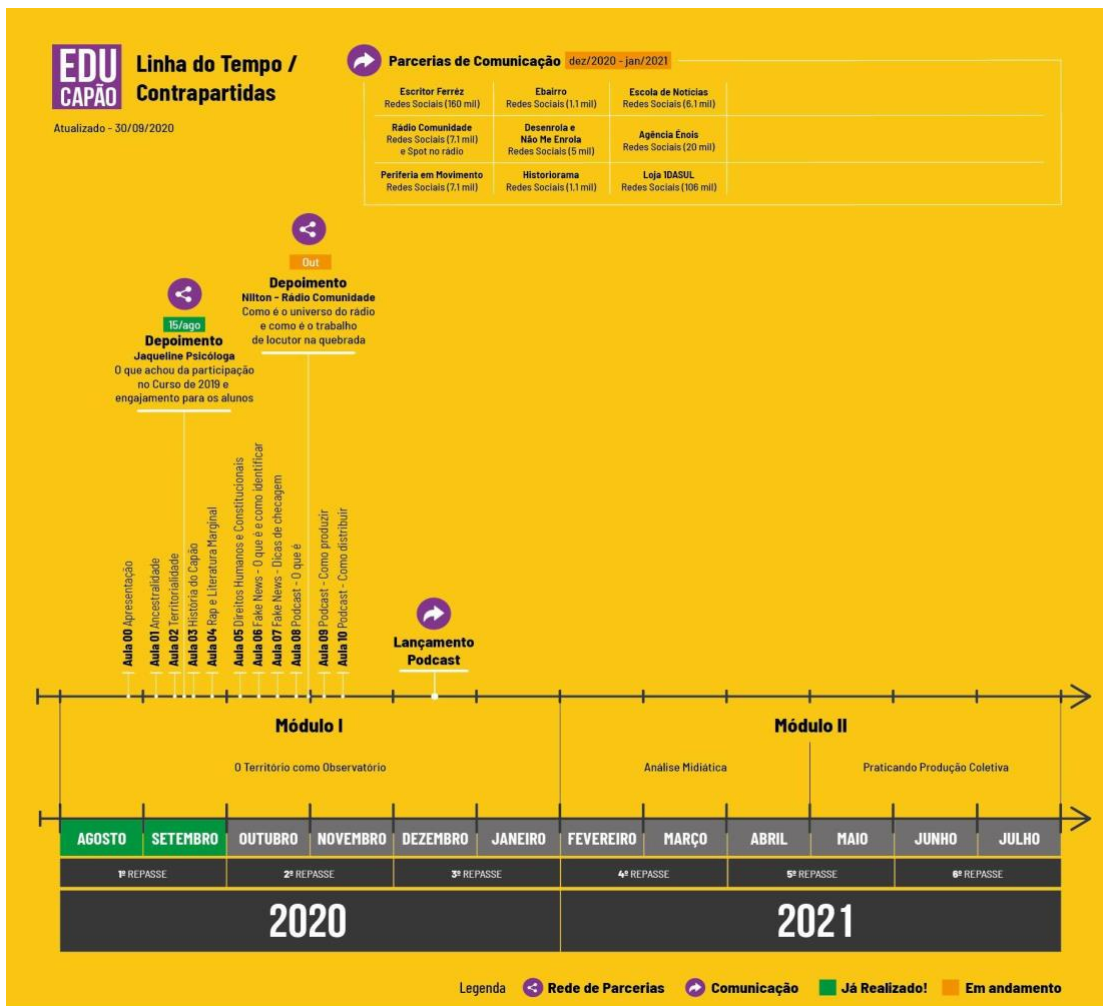 EDU
CAPÃO
Linha do Tempo /
Contrapartidas
Atualizado - 30/09/2020
Parcerias de Comunicação dez/2020 - jan/2021
Escritor Ferréz
Redes Sociais (160 mil)
Ebairro
Redes Sociais (1.1 mil)
Escola de Notícias
Redes Sociais (6.1 mil)
Rádio Comunidade
Redes Sociais (7.1 mil)
e Spot no rádio
Desenrola e
Não Me Enrola
Redes Sociais (5 mil)
Agência Énois
Redes Sociais (20 mil)
Periferia em Movimento
Redes Sociais (7.1 mil)
Historiorama
Redes Sociais (1.1 mil)
Loja 1DASUL
Redes Sociais (106 mil)
Out
Depoimento
Nilton - Rádio Comunidade
Como é o universo do rádio
e como é o trabalho
de locutor na quebrada
15/ago
Depoimento
Jaqueline Psicóloga
O que achou da participação
no Curso de 2019 e
engajamento para os alunos
Aula 00 Apresentação
Aula 01 Ancestralidade
Aula 02 Territorialidade
Aula 03 História do Capão
Aula 04 Rap e Literatura Marginal
Aula 05 Direitos Humanos e Constitucionais
Aula 06 Fake News - O que é e como identificar
Aula 07 Fake News - Dicas de checagem
Aula 08 Podcast - O que é
Aula 09 Podcast - Como produzir
Aula 10 Podcast - Como distribuir
Lançamento
Podcast
Módulo I
O Território como Observatório
Módulo II
Análise Midiática
Praticando Produção Coletiva
AGOSTO SETEMBRO OUTUBRO NOVEMBRO DEZEMBRO JANEIRO FEVEREIRO MARÇO ABRIL MAIO JUNHO JULHO
1º REPASSE 2º REPASSE 3º REPASSE 4º REPASSE 5º REPASSE 6º REPASSE
2020 2021
Legenda Rede de Parcerias Comunicação Já Realizado! Em andamento